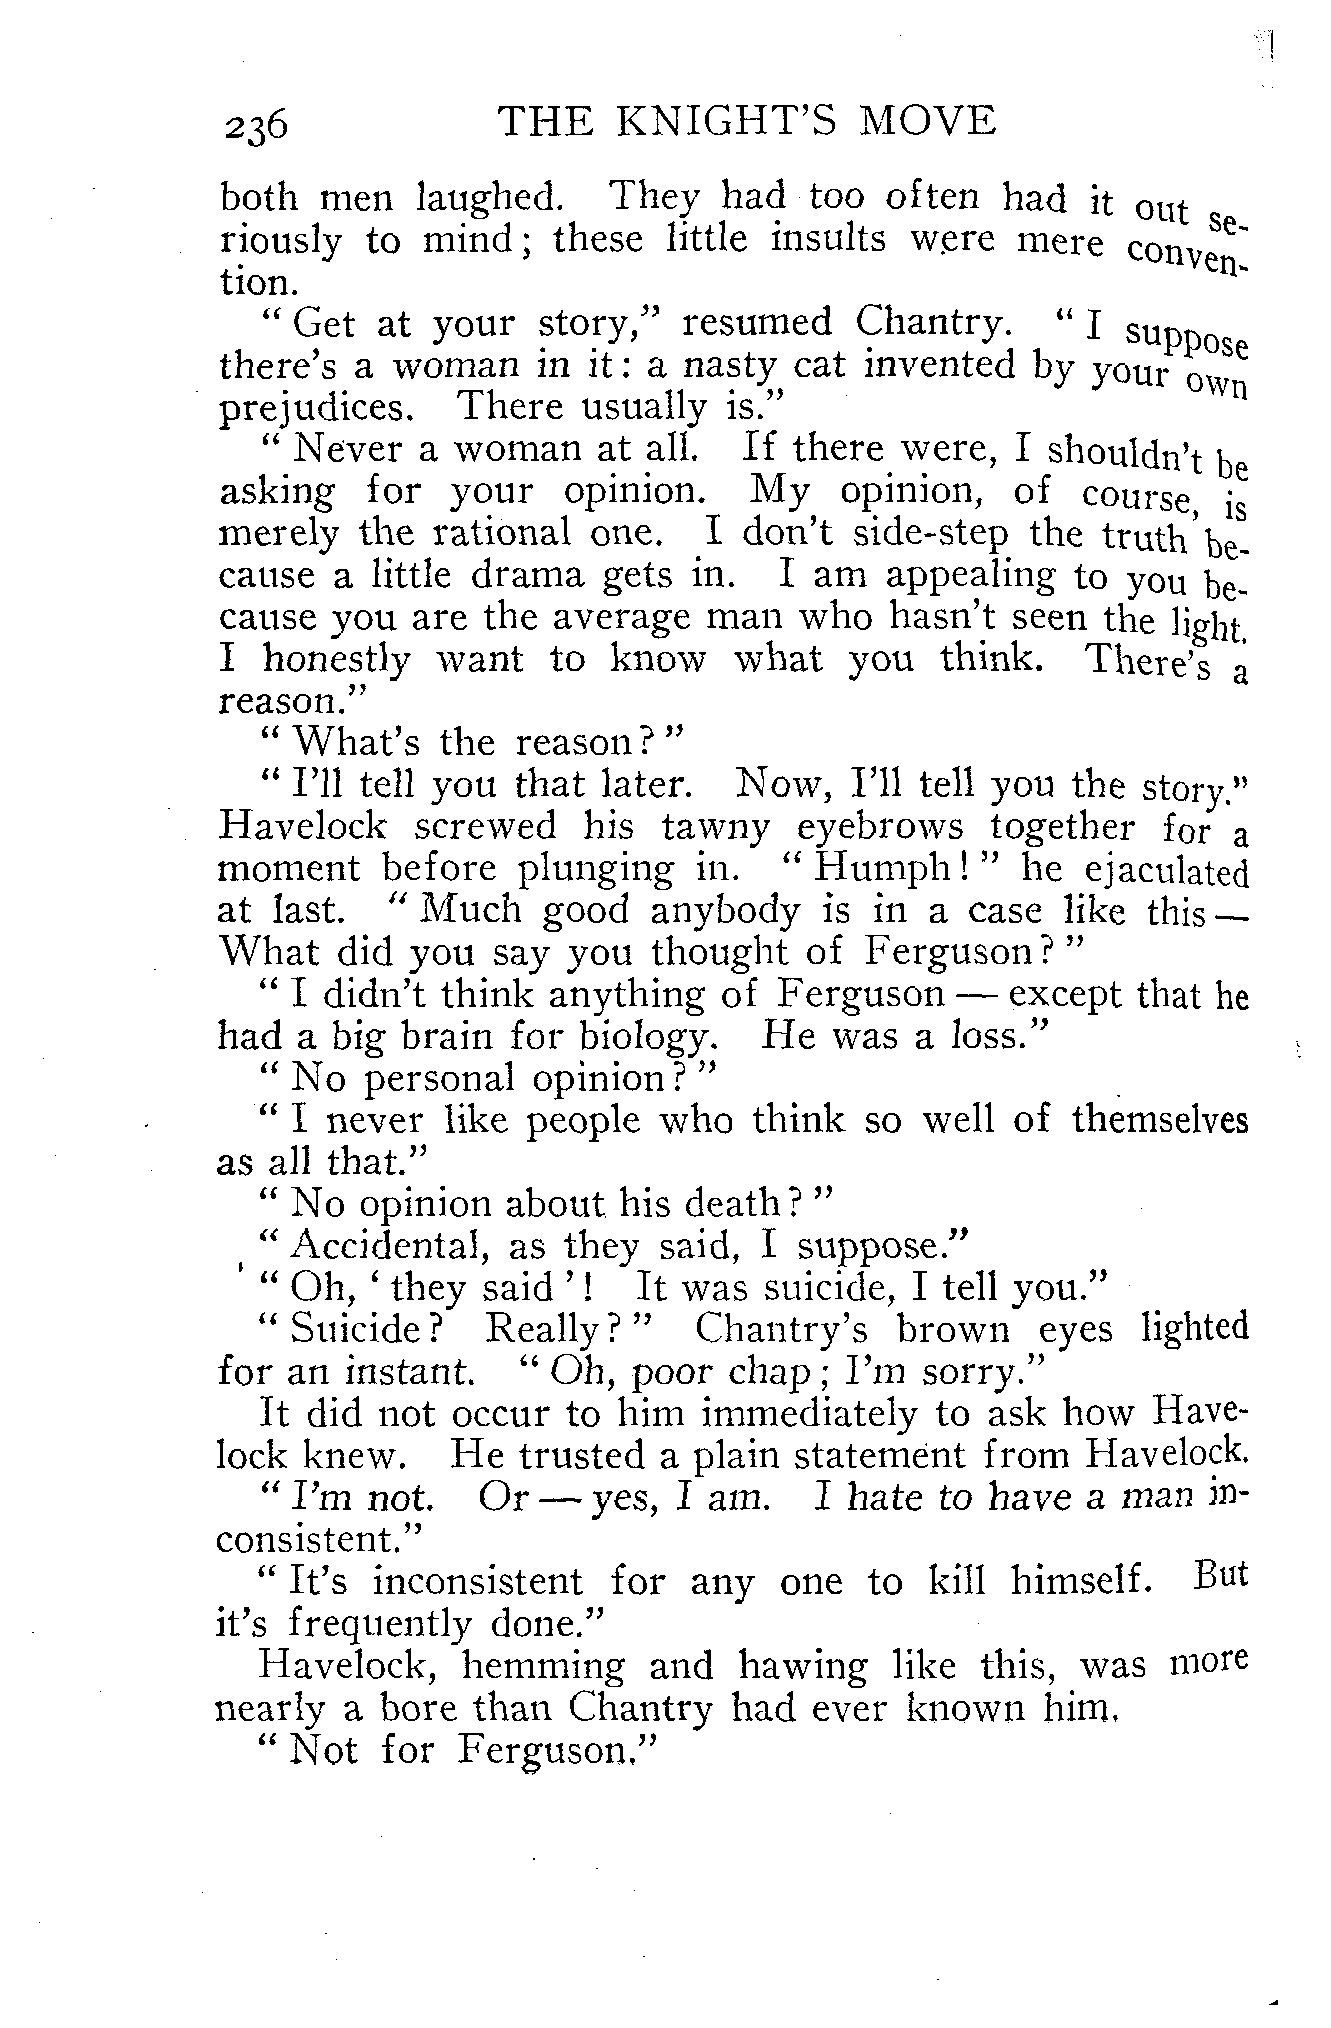 236 THE KNIGHT'S MOVE
both men laughed. They had too often had it out se-
riously to mind; these little insults were mere conven-
tion.
“ Get at your story,” resumed Chantry. “ I suppose
there's a woman in it: a nasty cat invented by your own
prejudices. There usually is.”
“ Never a woman at all. If there were, I shouldn't be
asking for your opinion. My opinion, of course, is
merely the rational one. I don't side-step the truth be-
cause a little drama gets in. I am appealing to you be-
cause you are the average man who hasn't seen the light.
I honestly want to know what you think. There's a
reason.”
“ What's the reason? ”
“ I'll tell you that later. Now, I'll tell you the story.”
Havelock screwed his tawny eyebrows together for a
moment before plunging in. “ Humph! ” he ejaculated
at last. “ Much good anybody is in a case like this —
What did you say you thought of Ferguson? ”
“ I didn't think anything of Ferguson — except that he
had a big brain for biology. He was a loss.”
“ No personal opinion? ”
“ I never like people who think so well of themselves
as all that.”
“ No opinion about his death? ”
“ Accidental, as they said, I suppose.”
“ Oh, ‘ they said ’! It was suicide, I tell you.”
“ Suicide? Really? ” Chantry's brown eyes lighted
for an instant. “ Oh, poor chap; I'm sorry.”
It did not occur to him immediately to ask how Have-
lock knew. He trusted a plain statement from Havelock.
“ I'm not. Or — yes, I am. I hate to have a man in-
consistent.”
“ It's inconsistent for any one to kill himself. But
it's frequently done.”
Havelock, hemming and hawing like this, was more
nearly a bore than Chantry had ever known him.
“ Not for Ferguson.”